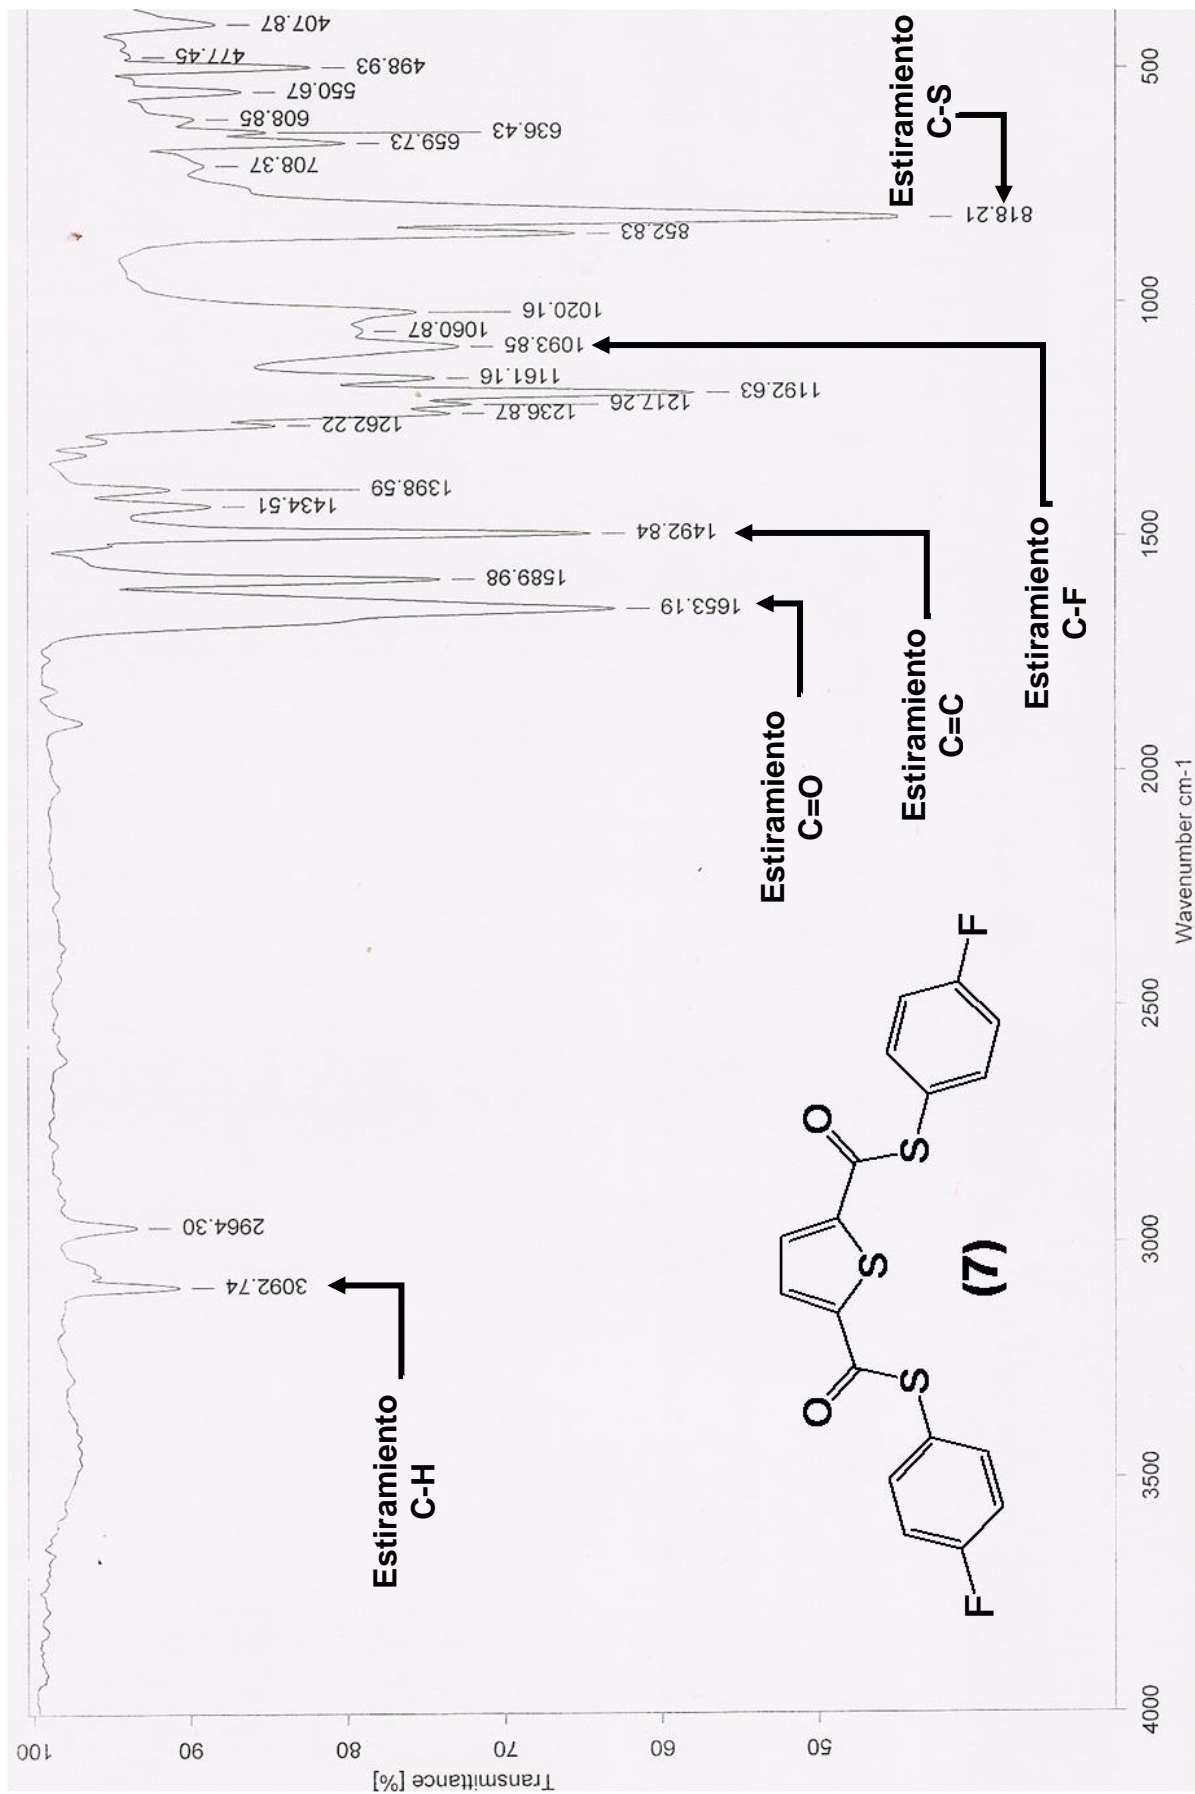 100
90
80
70
60
50
Transmittance [%]
4000
3500
3000
2500
2000
1500
1000
500
Wavenumber cm-1
3092.74
2964.30
1653.19
1589.98
1492.84
1434.51
1398.59
1262.22
1236.87
1217.26
1192.63
1161.16
1093.85
1060.87
1020.16
852.83
818.21
708.37
659.73
636.43
608.85
550.67
498.93
477.45
407.87
Estiramiento
C-H
Estiramiento
C=O
Estiramiento
C=C
Estiramiento
C-F
Estiramiento
C-S
F
S
O
S
O
S
F
(7)